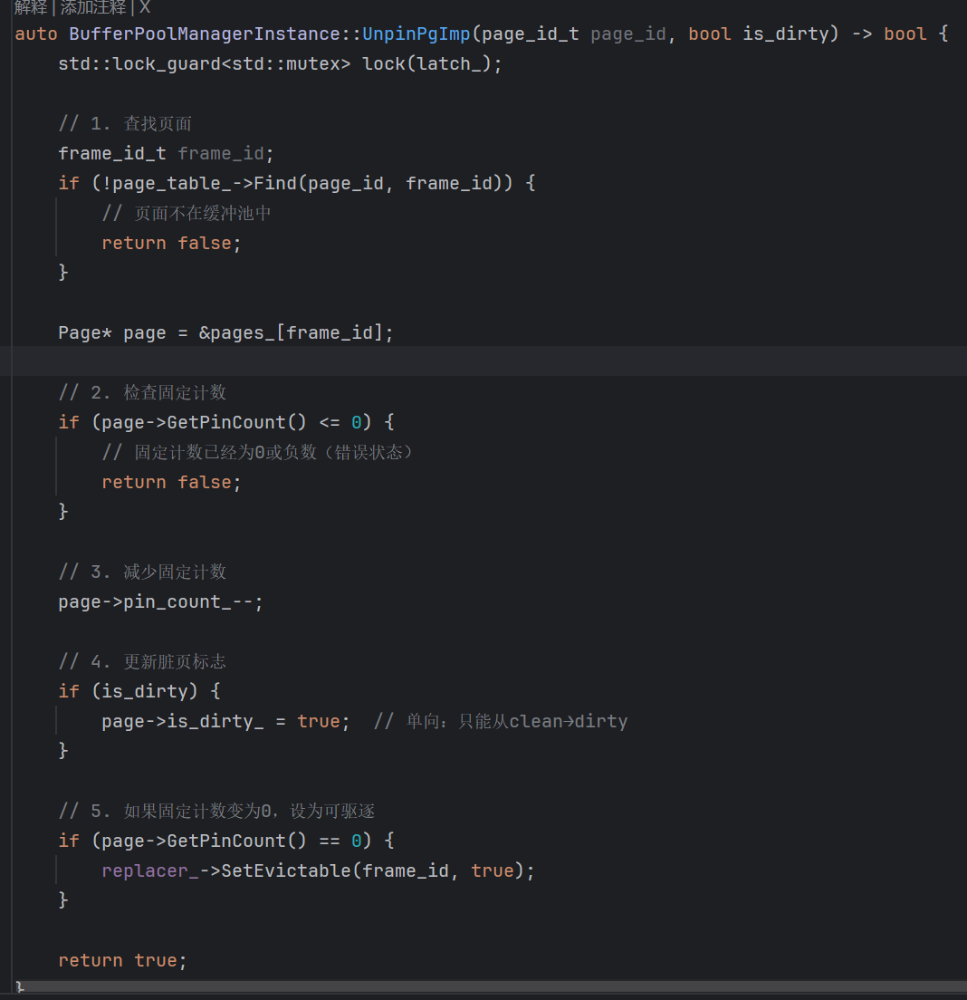 解释 | 添加注释 | X
auto BufferPoolManagerInstance::UnpinPgImp(page_id_t page_id, bool is_dirty) -> bool {
    std::lock_guard<std::mutex> lock(latch_);

    // 1. 查找页面
    frame_id_t frame_id;
    if (!page_table_->Find(page_id, frame_id)) {
        // 页面不在缓冲池中
        return false;
    }

    Page* page = &pages_[frame_id];

    // 2. 检查固定计数
    if (page->GetPinCount() <= 0) {
        // 固定计数已经为0或负数（错误状态）
        return false;
    }

    // 3. 减少固定计数
    page->pin_count_--;

    // 4. 更新脏页标志
    if (is_dirty) {
        page->is_dirty_ = true;  // 单向：只能从clean→dirty
    }

    // 5. 如果固定计数变为0，设为可驱逐
    if (page->GetPinCount() == 0) {
        replacer_->SetEvictable(frame_id, true);
    }

    return true;
}